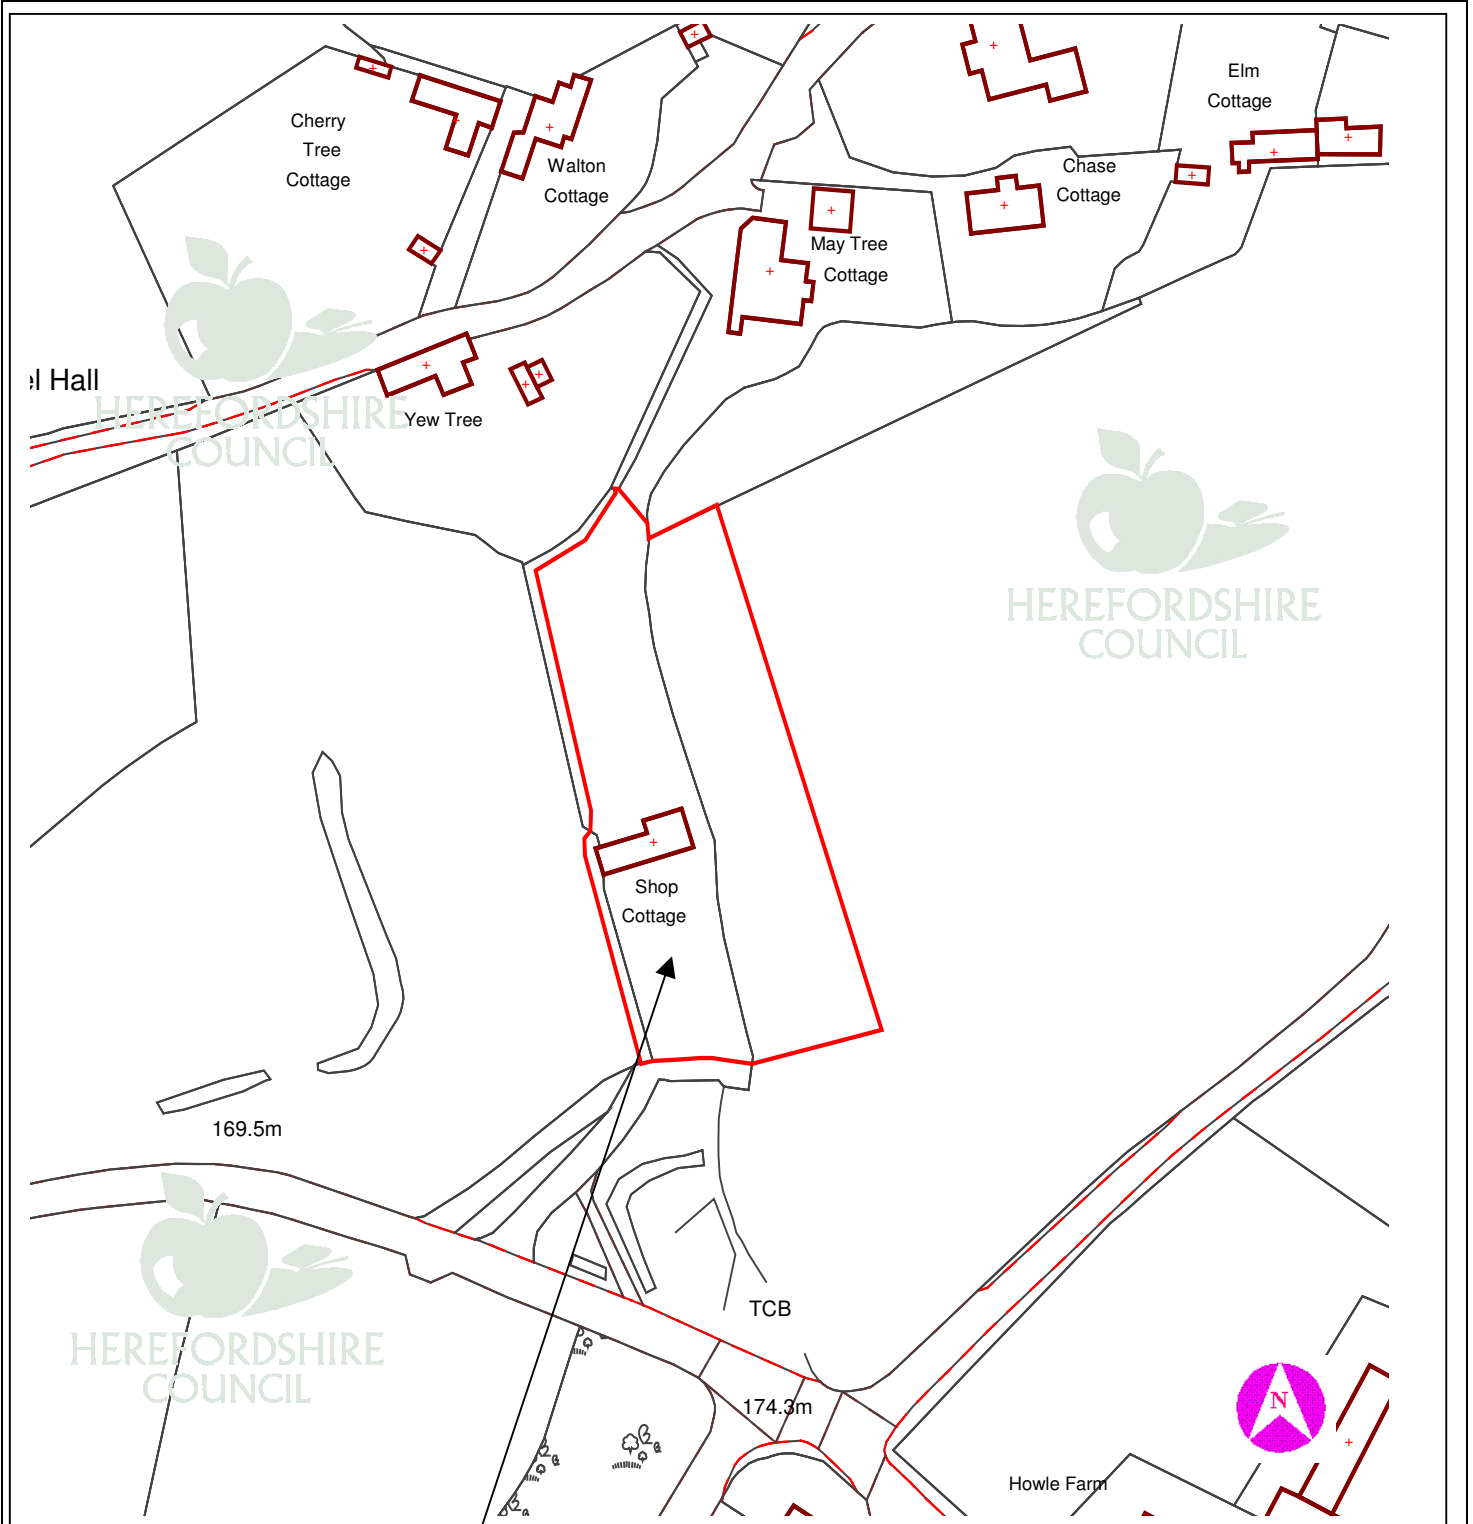 Elm
Cottage
Cherry
Tree
Cottage
Walton
Cottage
Chase
Cottage
May Tree
Cottage
l Hall
HEREFORDSHIRE
COUNCIL
Yew Tree
HEREFORDSHIRE
COUNCIL
Shop
Cottage
169.5m
TCB
HEREFORDSHIRE
COUNCIL
174.3m
N
Howle Farm